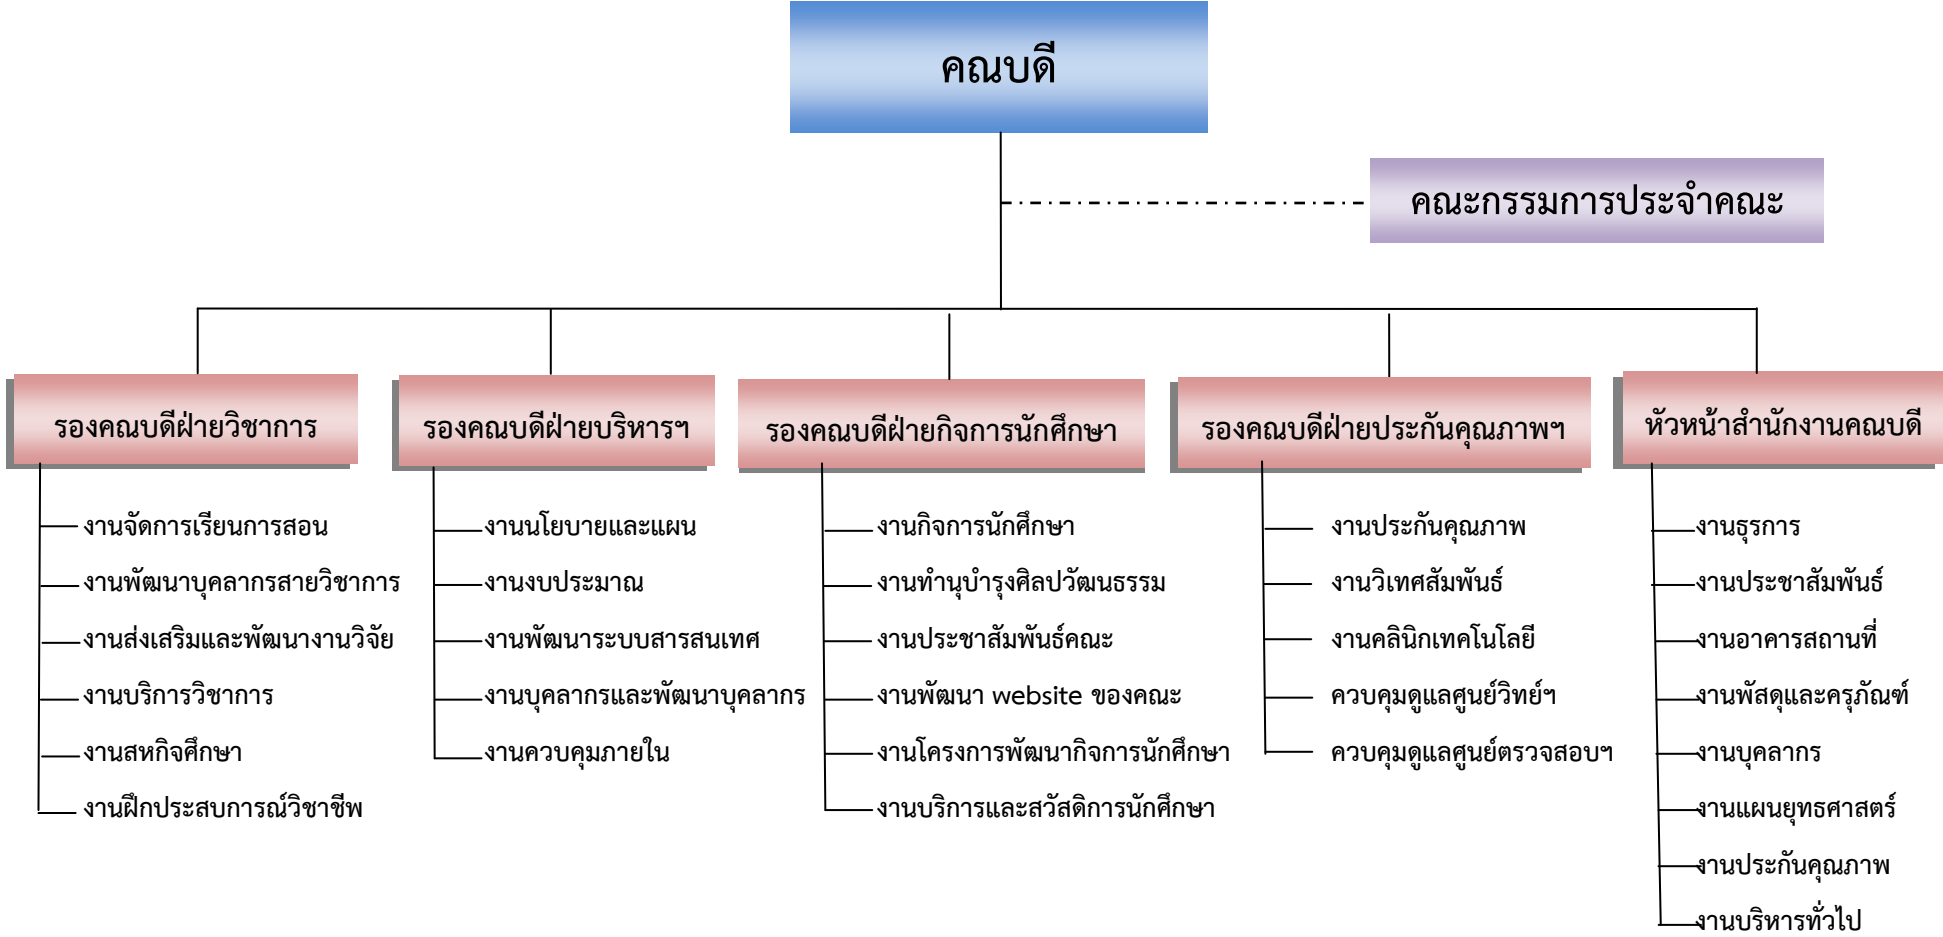 คณบดี
คณะกรรมการประจำคณะ
รองคณบดีฝ่ายวิชาการ
งานจัดการเรียนการสอน
งานพัฒนาบุคลากรสายวิชาการ
งานส่งเสริมและพัฒนางานวิจัย
งานบริการวิชาการ
งานสหกิจศึกษา
งานฝึกประสบการณ์วิชาชีพ
รองคณบดีฝ่ายบริหารฯ
งานนโยบายและแผน
งานงบประมาณ
งานพัฒนาระบบสารสนเทศ
งานบุคลากรและพัฒนาบุคลากร
งานควบคุมภายใน
รองคณบดีฝ่ายกิจการนักศึกษา
งานกิจการนักศึกษา
งานทำนุบำรุงศิลปวัฒนธรรม
งานประชาสัมพันธ์คณะ
งานพัฒนา website ของคณะ
งานโครงการพัฒนากิจการนักศึกษา
งานบริการและสวัสดิการนักศึกษา
รองคณบดีฝ่ายประกันคุณภาพฯ
งานประกันคุณภาพ
งานวิเทศสัมพันธ์
งานคลินิกเทคโนโลยี
ควบคุมดูแลศูนย์วิทย์ฯ
ควบคุมดูแลศูนย์ตรวจสอบฯ
หัวหน้าสำนักงานคณบดี
งานธุรการ
งานประชาสัมพันธ์
งานอาคารสถานที่
งานพัสดุและครุภัณฑ์
งานบุคลากร
งานแผนยุทธศาสตร์
งานประกันคุณภาพ
งานบริหารทั่วไป